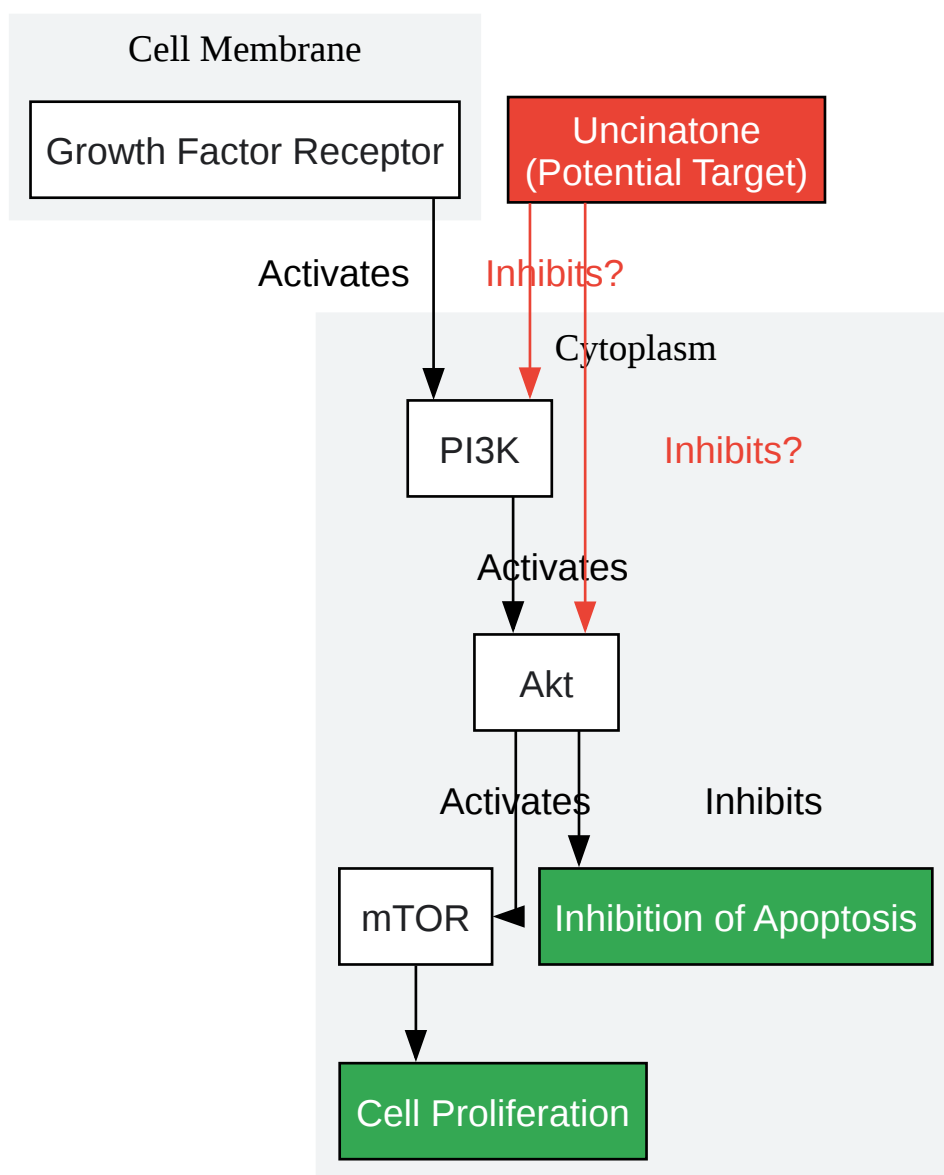 Cell Membrane
Growth Factor Receptor
Uncinatone
(Potential Target)
Activates
Inhibits?
Cytoplasm
PI3K
Inhibits?
Activates
Akt
Activates
Inhibits
mTOR
Inhibition of Apoptosis
Cell Proliferation